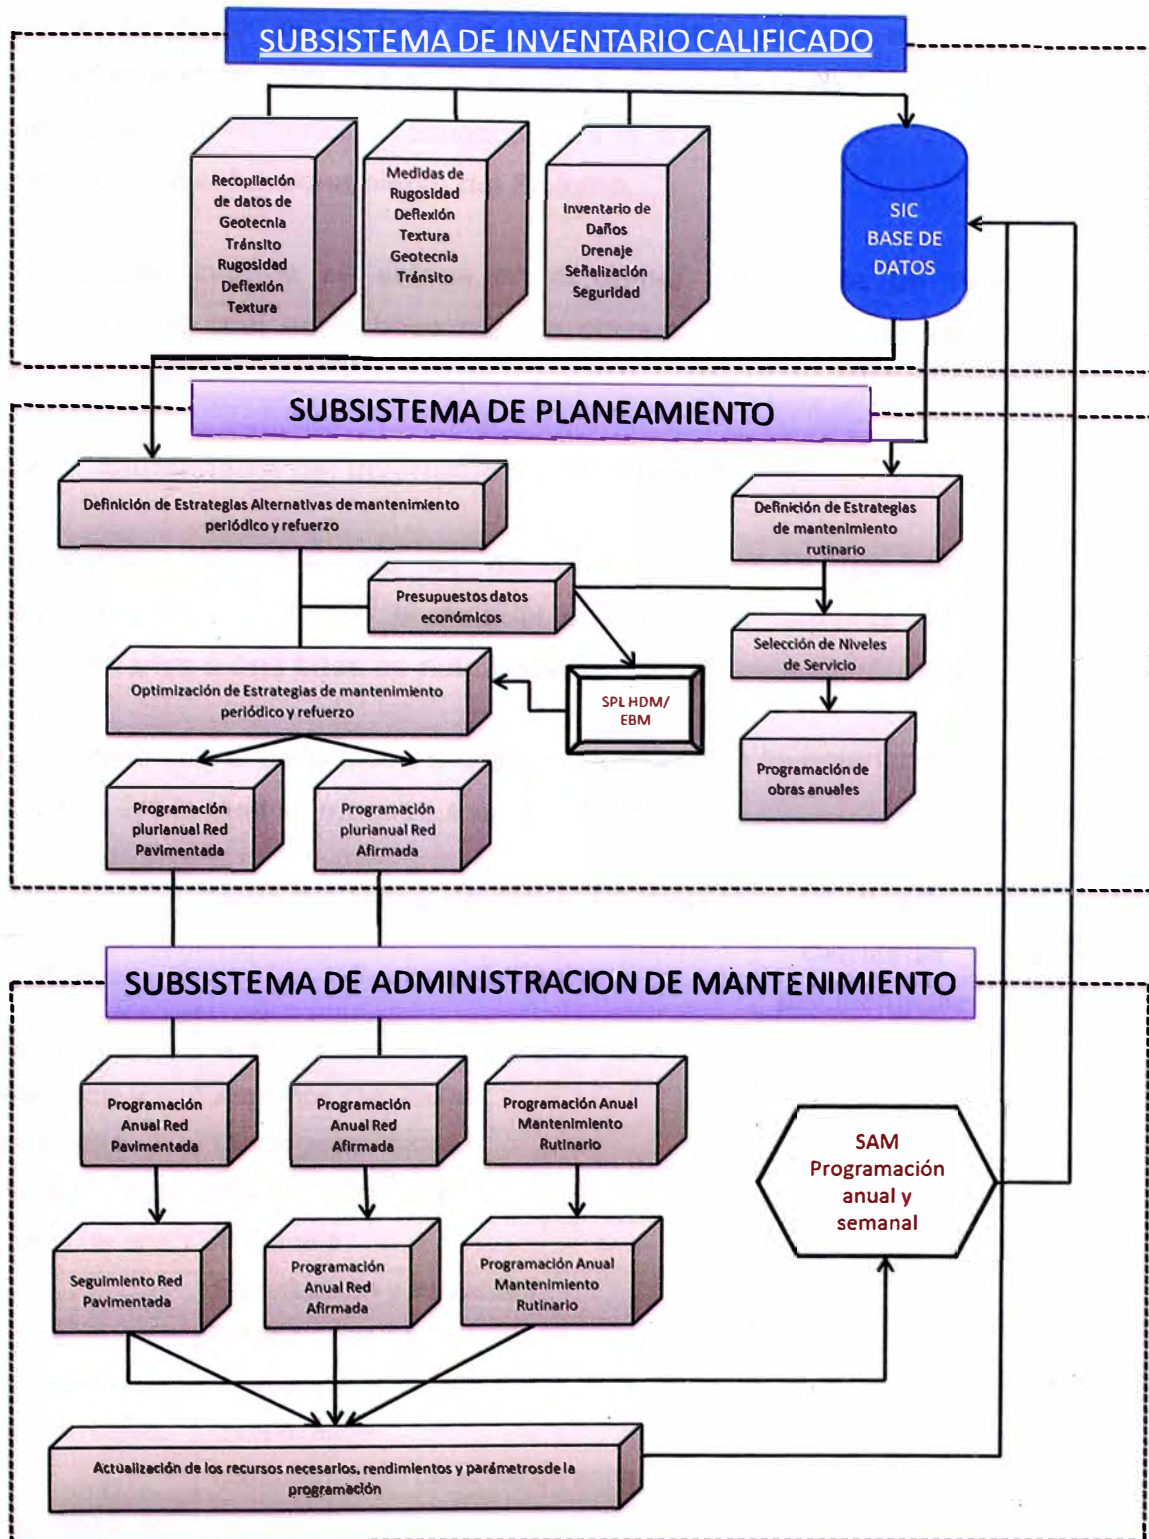 SUBSISTEMA DE INVENTARIO CALIFICADO
Recopilación
de datos de
Geotecnia
Tránsito
Rugosidad
Deflexión
Textura
Medidas de
Rugosidad
Deflexión
Textura
Geotecnia
Tránsito
Inventario de
Daños
Drenaje
Señalización
Seguridad
SIC
BASE DE
DATOS
SUBSISTEMA DE PLANEAMIENTO
Definición de Estrategias Alternativas de mantenimiento
periódico y refuerzo
Definición de Estrategias
de mantenimiento
rutinario
Presupuestos datos
económicos
Selección de Niveles
de Servicio
Optimización de Estrategias de mantenimiento
periódico y refuerzo
SPL HDM/
EBM
Programación de
obras anuales
Programación
plurianual Red
Pavimentada
Programación
plurianual Red
Afirmada
SUBSISTEMA DE ADMINISTRACION DE MANTENIMIENTO
Programación
Anual Red
Pavimentada
Programación
Anual Red
Afirmada
Programación Anual
Mantenimiento
Rutinario
SAM
Programación
anual y
semanal
Seguimiento Red
Pavimentada
Programación
Anual Red
Afirmada
Programación Anual
Mantenimiento
Rutinario
Actualización de los recursos necesarios, rendimientos y parámetros de la
programación